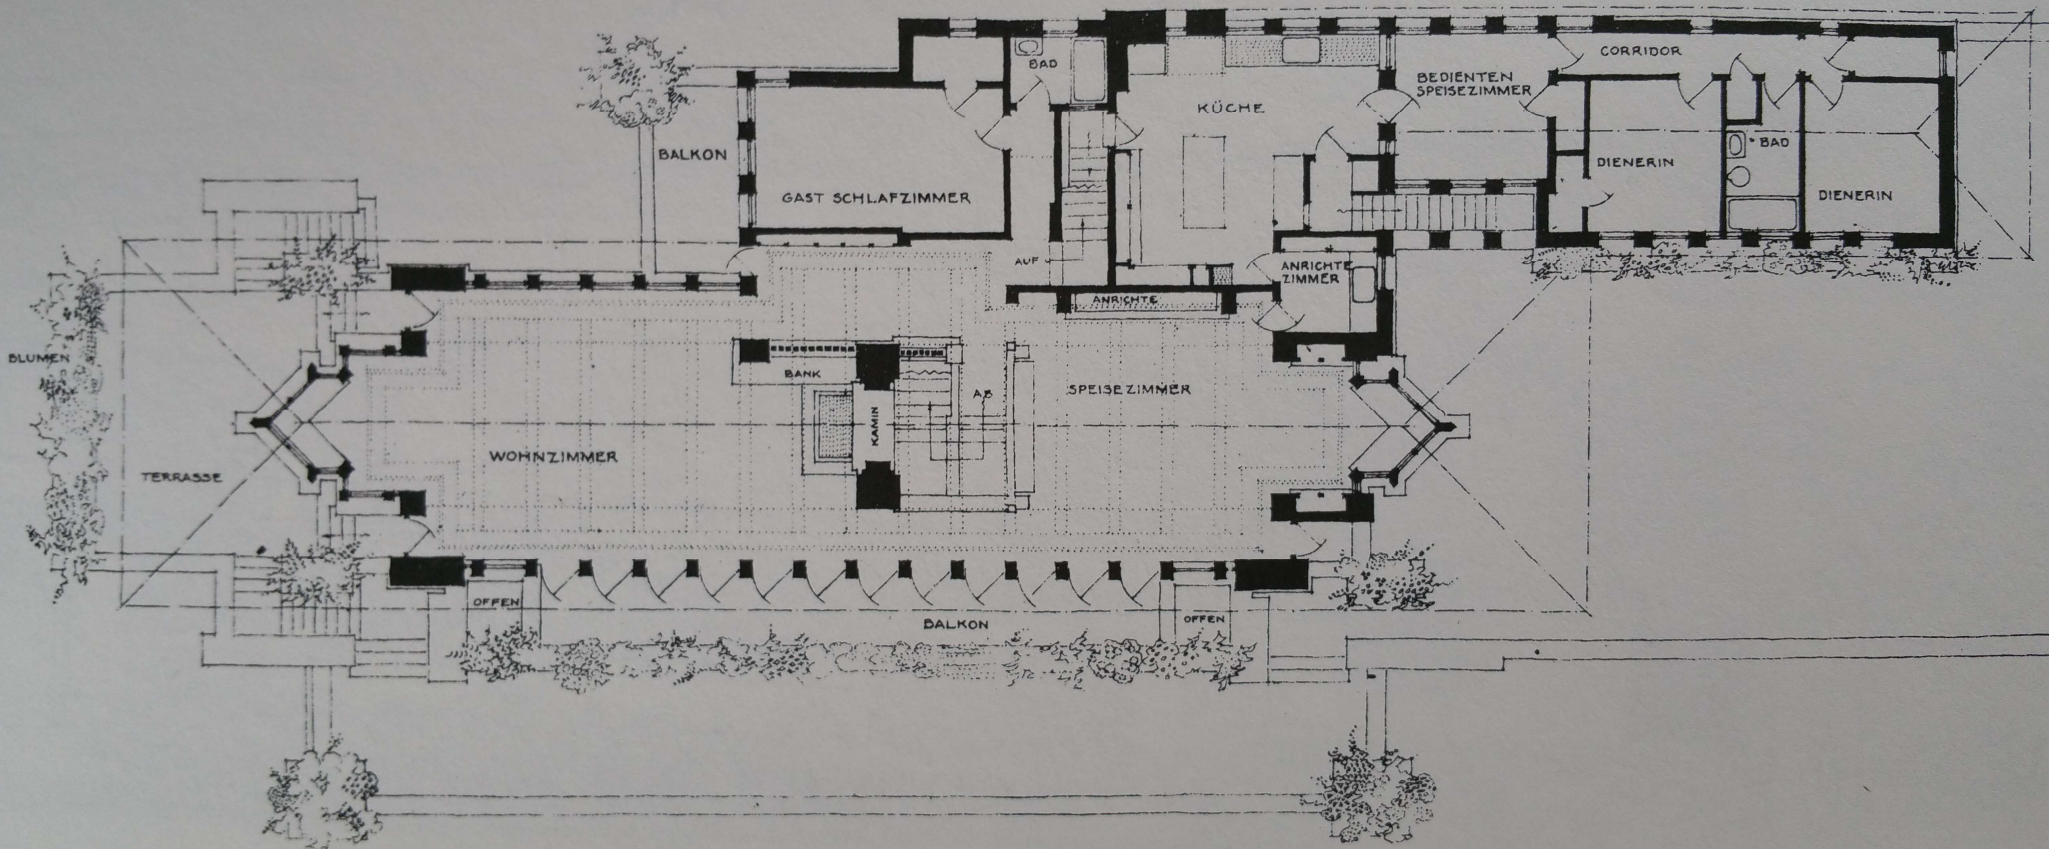 CORRIDOR
BAD
BEDIENTEN
SPEISEZIMMER
KÜCHE
BALKON
DIENERIN
BAD
DIENERIN
GAST SCHLAFZIMMER
AUF
ANRICHTE
ZIMMER
ANRICHTE
BLUMEN
BANK
SPEISEZIMMER
AB
KAMIN
WOHNZIMMER
TERRASSE
OFFEN
BALKON
OFFEN